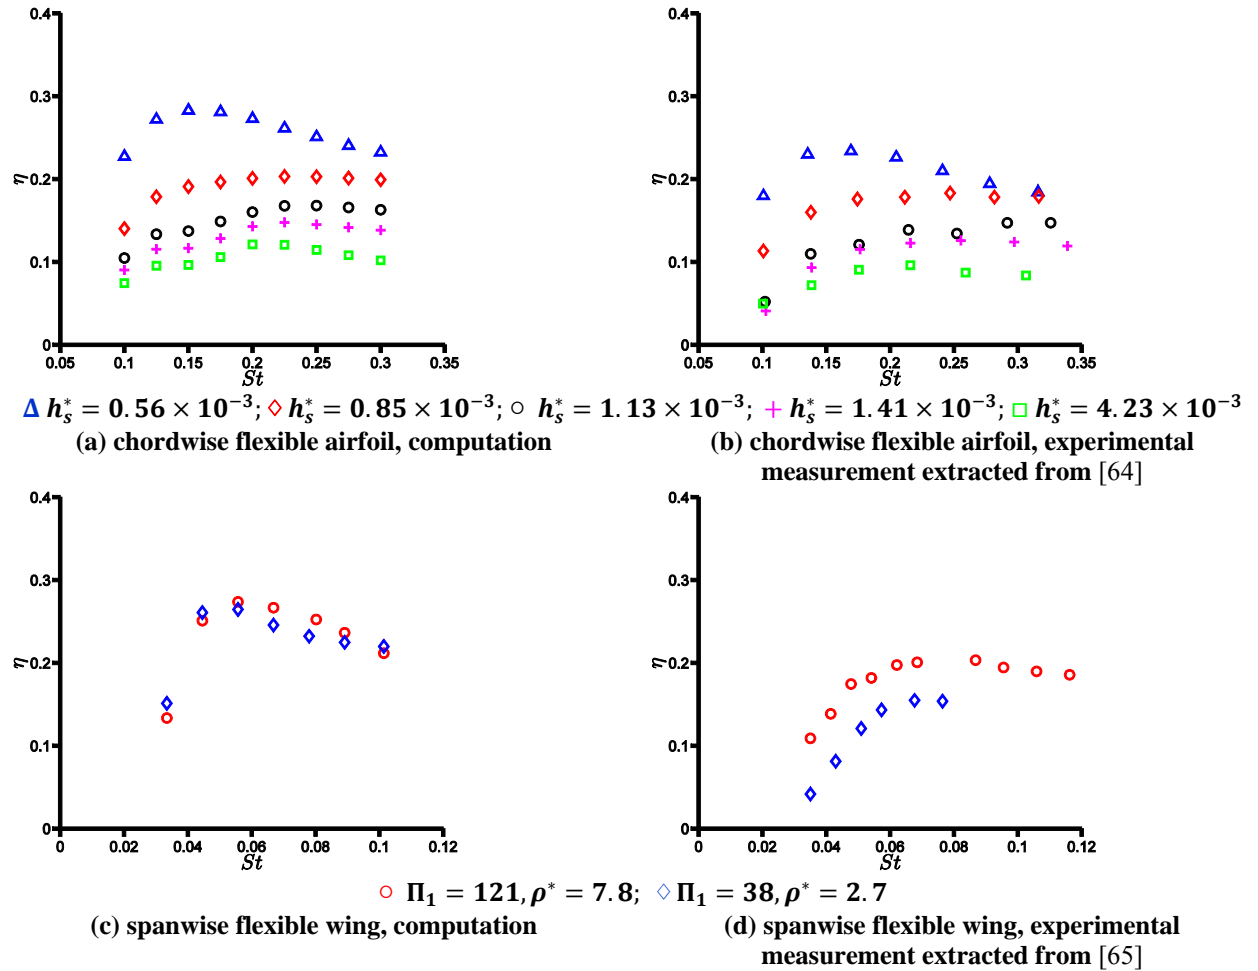 0.4
0.3
0.2
0.1
0
η
0.05 0.1 0.15 0.2 0.25 0.3 0.35
St
0.4
0.3
0.2
0.1
0
η
0.05 0.1 0.15 0.2 0.25 0.3 0.35
St
Δ h_s^* = 0.56 × 10^{-3}; ◇ h_s^* = 0.85 × 10^{-3}; ○ h_s^* = 1.13 × 10^{-3}; + h_s^* = 1.41 × 10^{-3}; □ h_s^* = 4.23 × 10^{-3}
(a) chordwise flexible airfoil, computation
(b) chordwise flexible airfoil, experimental
measurement extracted from [64]
0.4
0.3
0.2
0.1
0
η
0 0.02 0.04 0.06 0.08 0.1 0.12
St
0.4
0.3
0.2
0.1
0
η
0 0.02 0.04 0.06 0.08 0.1 0.12
St
○ Π₁ = 121, ρ* = 7.8; ◇ Π₁ = 38, ρ* = 2.7
(c) spanwise flexible wing, computation
(d) spanwise flexible wing, experimental
measurement extracted from [65]